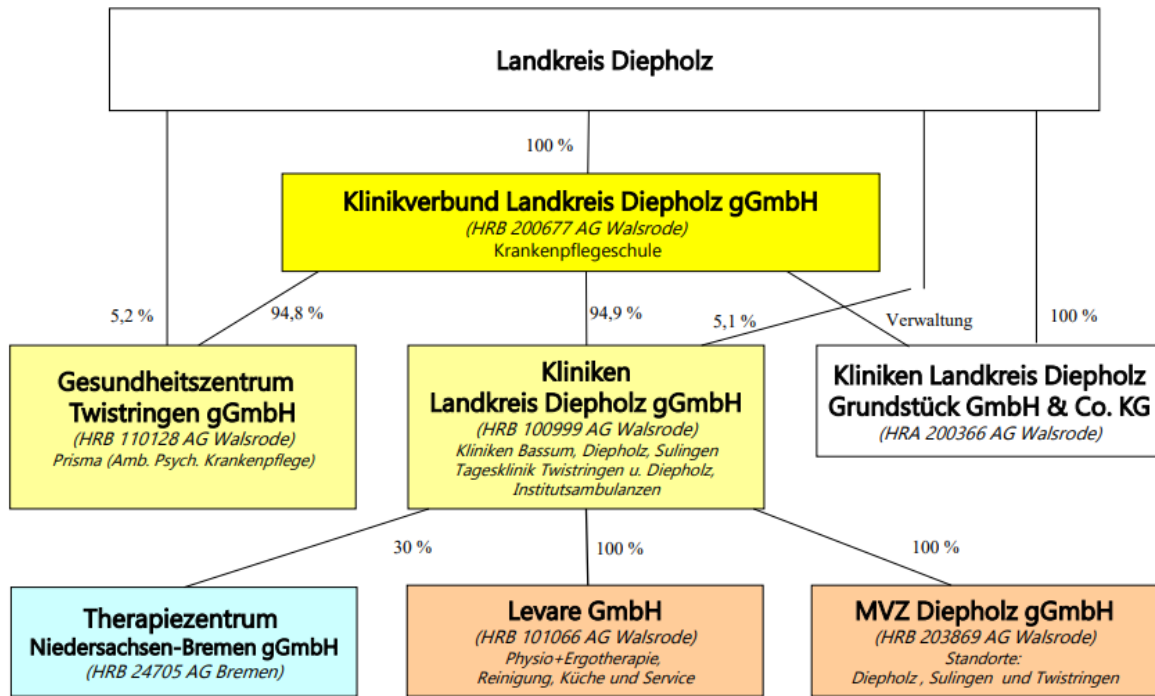 Landkreis Diepholz
100 %
Klinikverbund Landkreis Diepholz gGmbH
(HRB 200677 AG Walsrode)
Krankenpflegeschule
5,2 %
94,8 %
94,9 %
5,1 %
Verwaltung
100 %
Gesundheitszentrum
Twistringen gGmbH
(HRB 110128 AG Walsrode)
Prisma (Amb. Psych. Krankenpflege)
Kliniken
Landkreis Diepholz gGmbH
(HRB 100999 AG Walsrode)
Kliniken Bassum, Diepholz, Sulingen
Tagesklinik Twistringen u. Diepholz,
Institutsambulanzen
Kliniken Landkreis Diepholz
Grundstück GmbH & Co. KG
(HRA 200366 AG Walsrode)
30 %
100 %
100 %
Therapiezentrum
Niedersachsen-Bremen gGmbH
(HRB 24705 AG Bremen)
Levare GmbH
(HRB 101066 AG Walsrode)
Physio+Ergotherapie,
Reinigung, Küche und Service
MVZ Diepholz gGmbH
(HRB 203869 AG Walsrode)
Standorte:
Diepholz , Sulingen und Twistringen